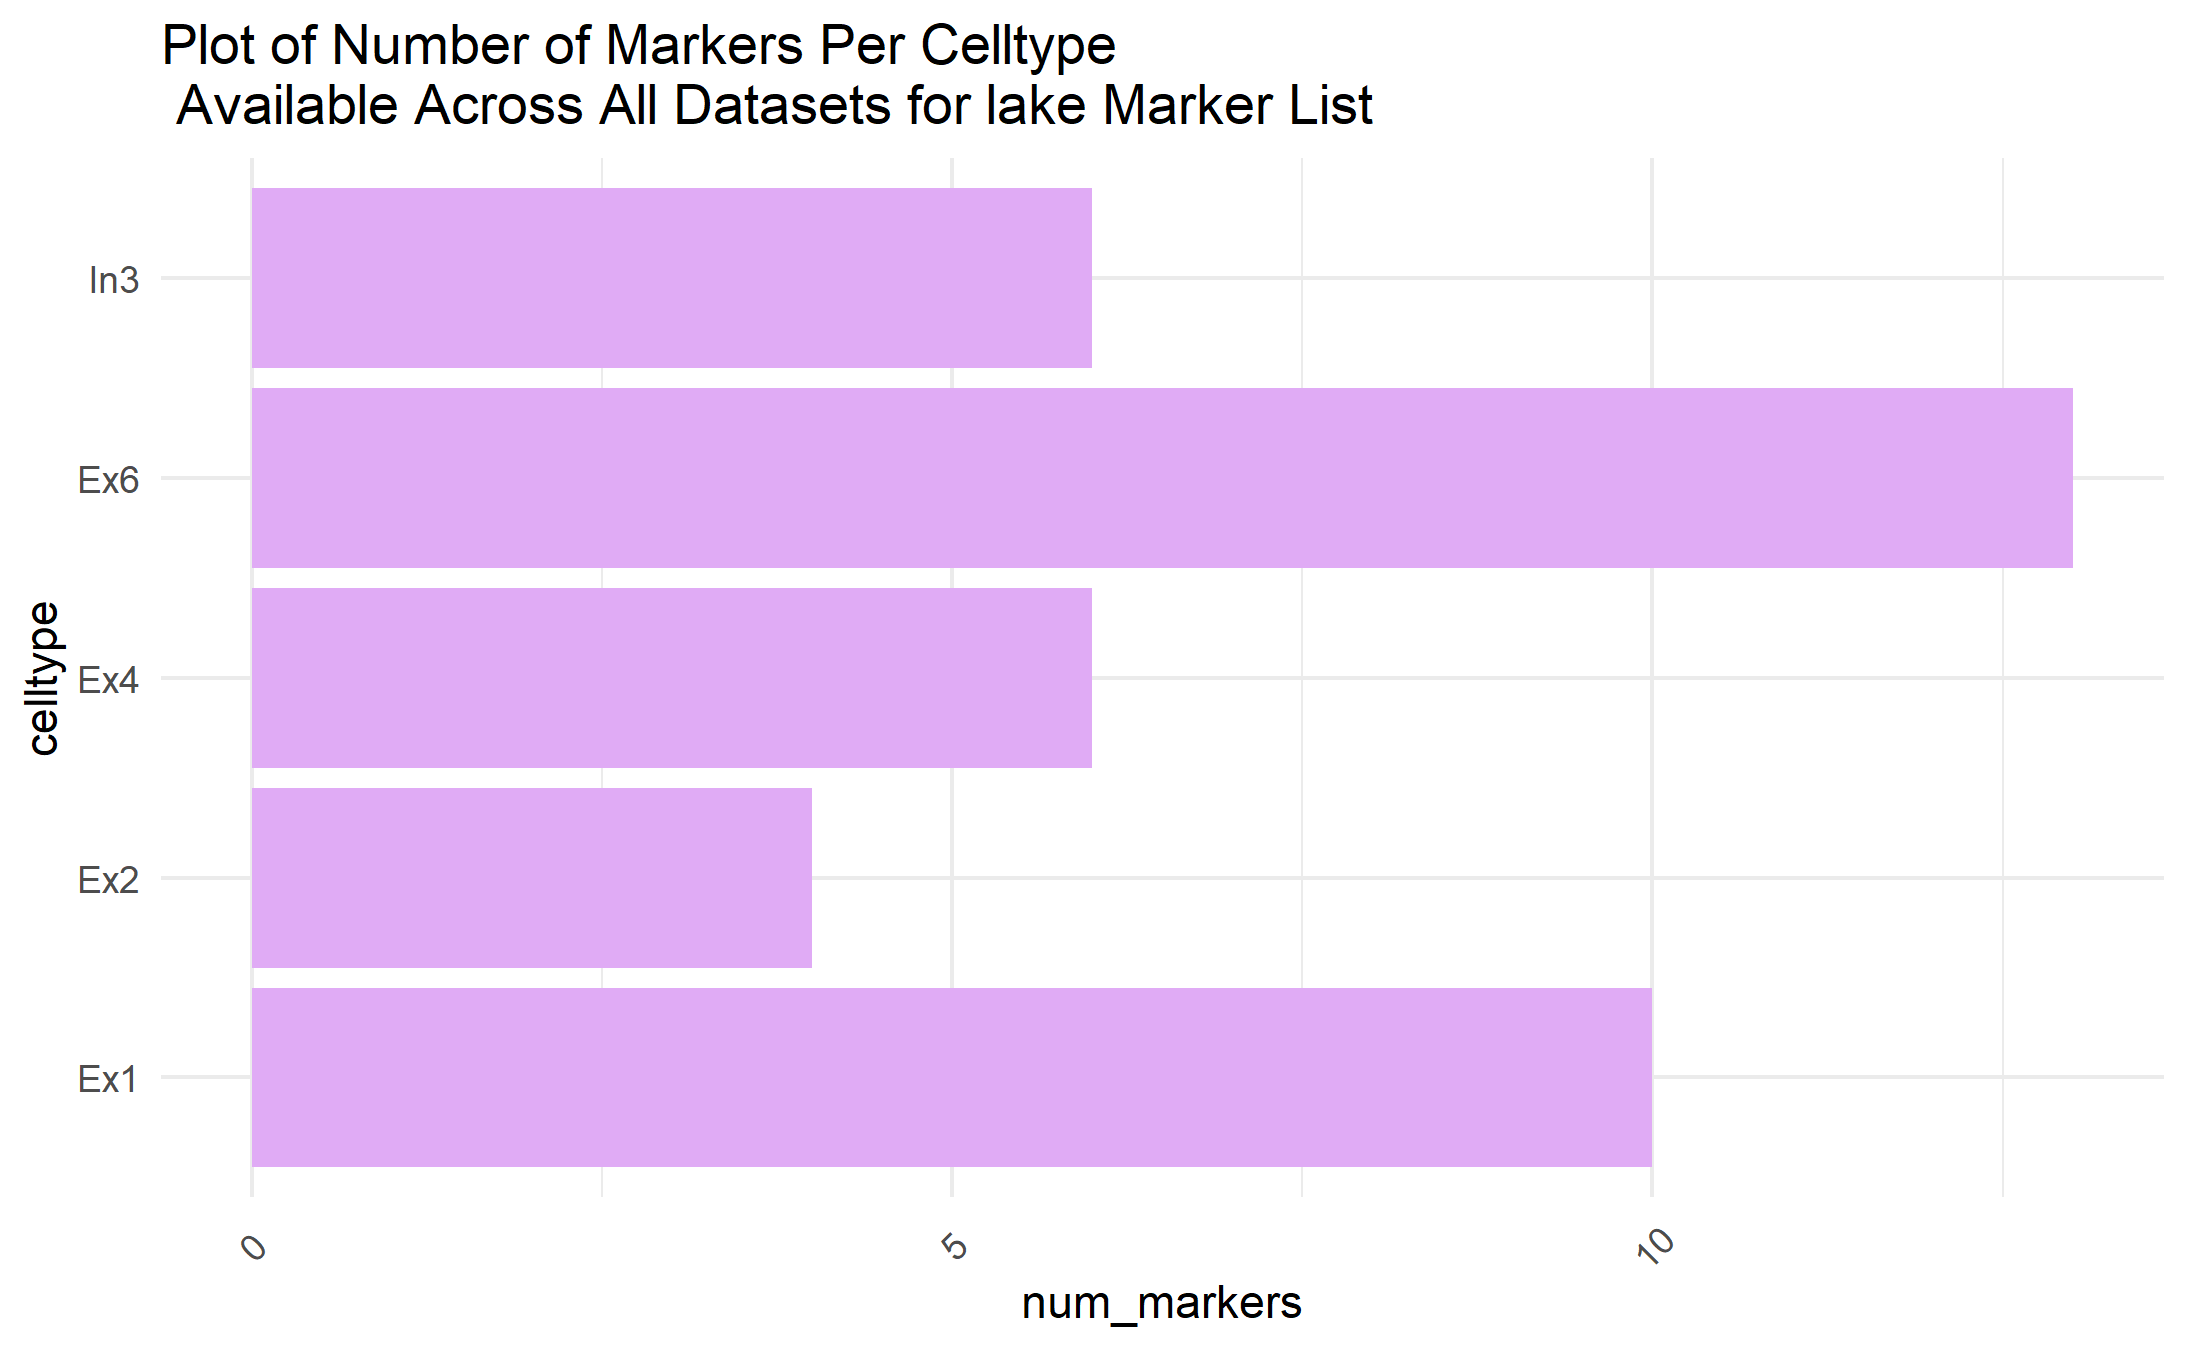 Plot of Number of Markers Per Celltype
Available Across All Datasets for lake Marker List
In3
Ex6
Ex4
Ex2
Ex1
celltype
0
5
10
num_markers